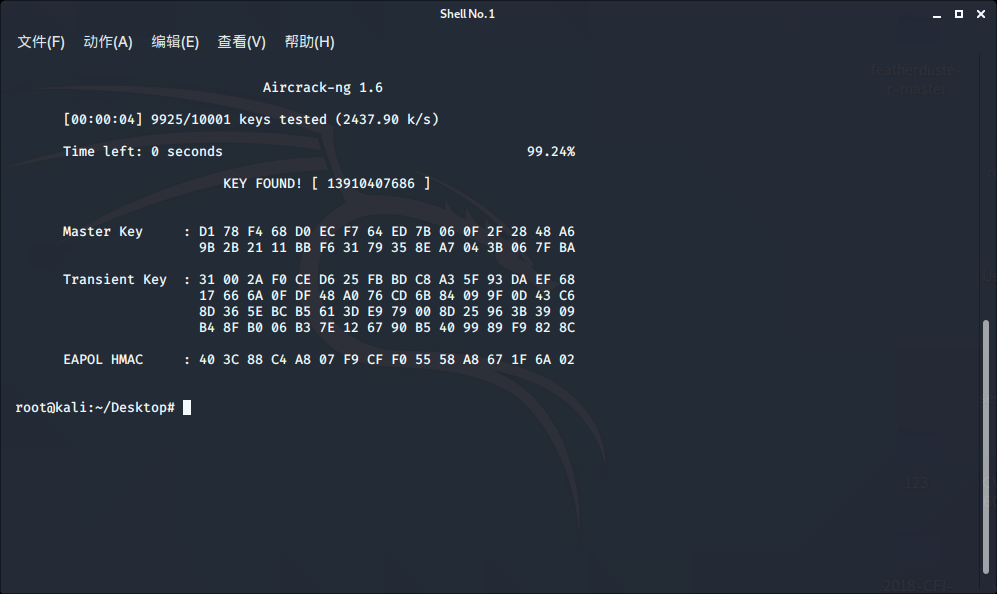 Shell No. 1
文件(F) 动作(A) 编辑(E) 查看(V) 帮助(H)
Aircrack-ng 1.6
[00:00:04] 9925/10001 keys tested (2437.90 k/s)
Time left: 0 seconds 99.24%
KEY FOUND! [ 13910407686 ]
Master Key : D1 78 F4 68 D0 EC F7 64 ED 7B 06 0F 2F 28 48 A6
9B 2B 21 11 BB F6 31 79 35 8E A7 04 3B 06 7F BA
Transient Key : 31 00 2A F0 CE D6 25 FB BD C8 A3 5F 93 DA EF 68
17 66 6A 0F DF 48 A0 76 CD 6B 84 09 9F 0D 43 C6
8D 36 5E BC B5 61 3D E9 79 00 8D 25 96 3B 39 09
B4 8F B0 06 B3 7E 12 67 90 B5 40 99 89 F9 82 8C
EAPOL HMAC : 40 3C 88 C4 A8 07 F9 CF F0 55 58 A8 67 1F 6A 02
root@kali:~/Desktop#
123